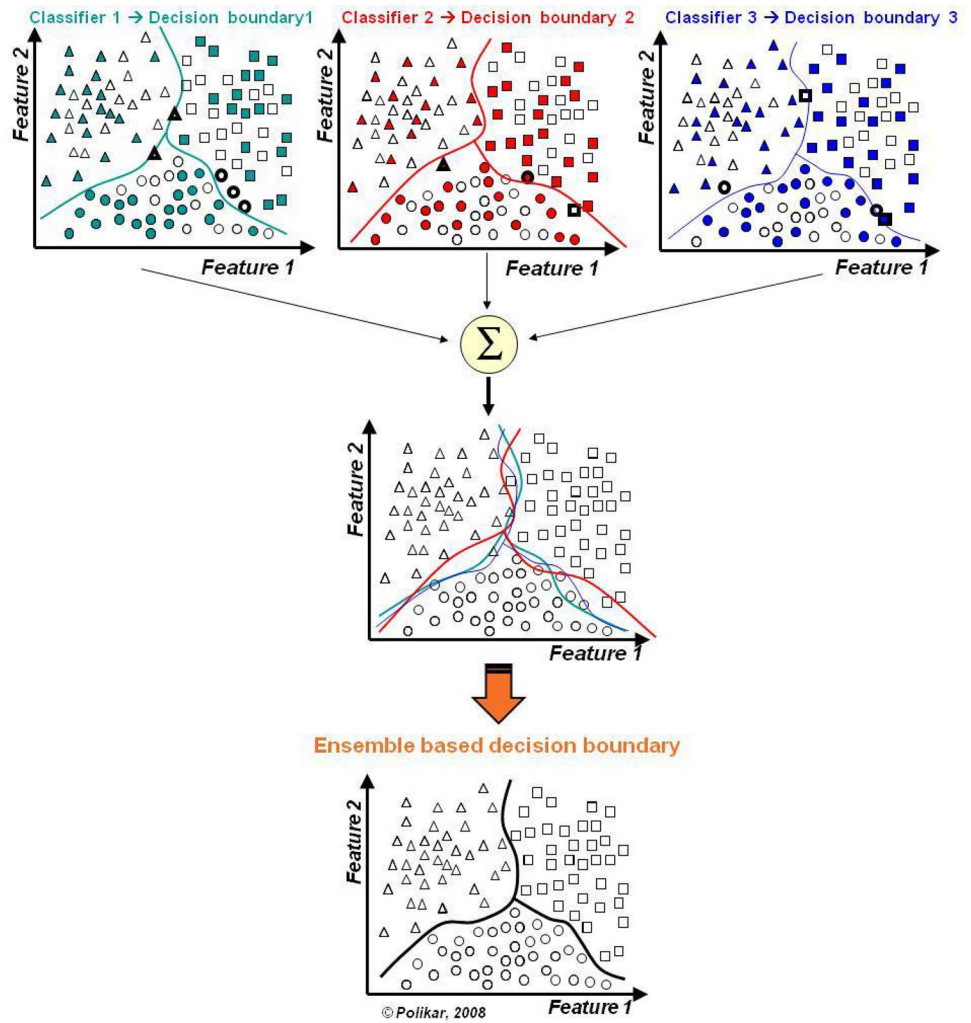 Classifier 1 → Decision boundary1
Classifier 2 → Decision boundary 2
Classifier 3 → Decision boundary 3
Feature 2
Feature 1
Feature 2
Feature 1
Feature 2
Feature 1
Σ
Feature 2
Feature 1
Ensemble based decision boundary
Feature 2
Feature 1
© Polikar, 2008